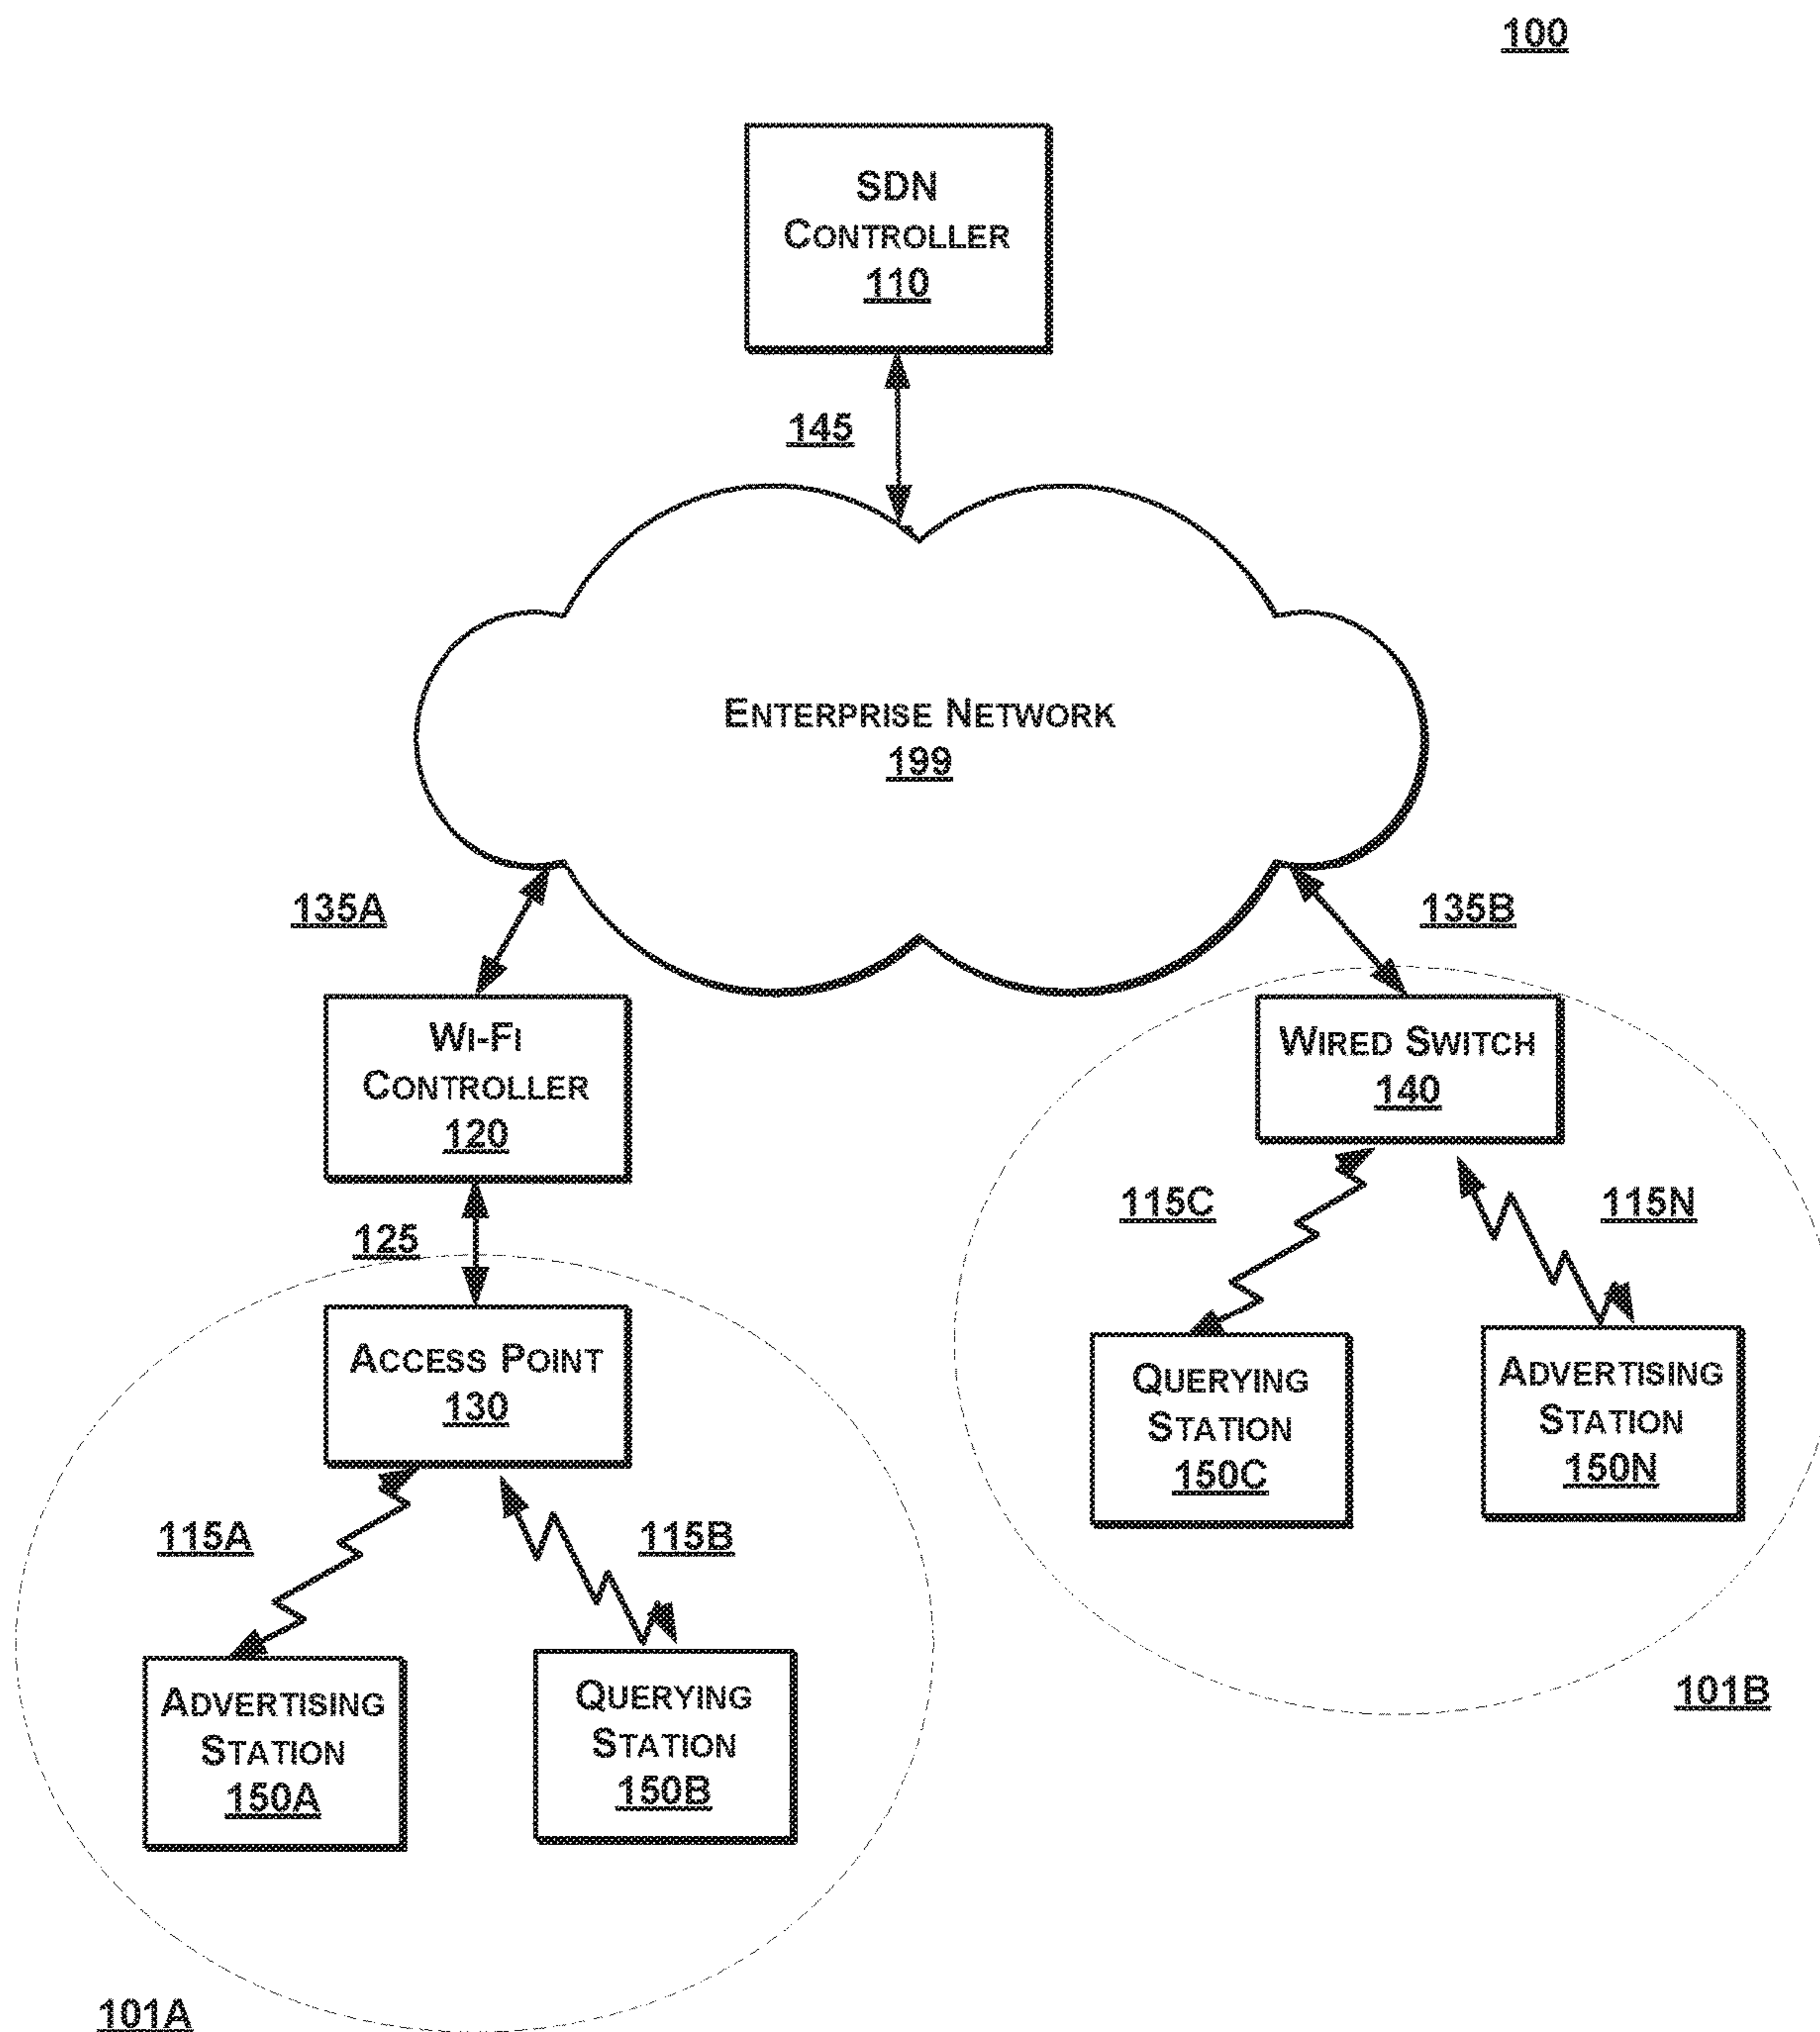 100
SDN
CONTROLLER
110
145
ENTERPRISE NETWORK
199
135A
135B
WI-FI
CONTROLLER
120
WIRED SWITCH
140
125
115C
115N
ACCESS POINT
130
QUERYING
STATION
150C
ADVERTISING
STATION
150N
115A
115B
ADVERTISING
STATION
150A
QUERYING
STATION
150B
101B
101A